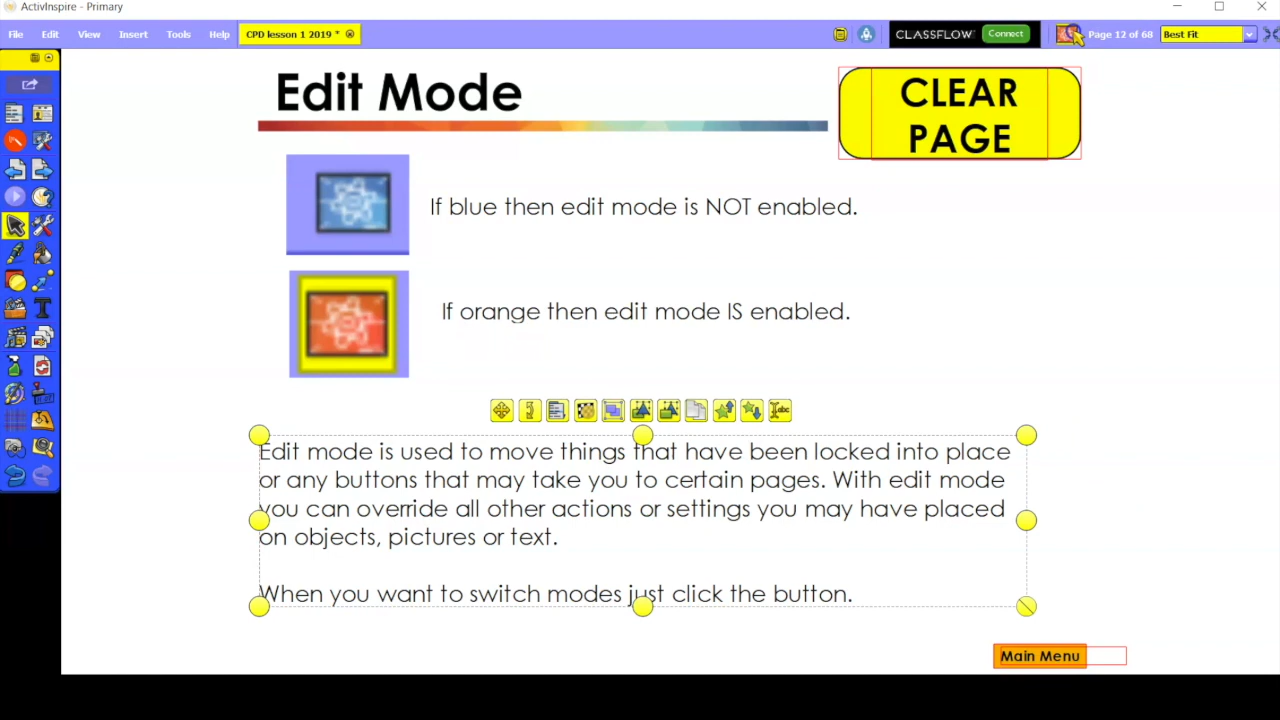 ActivInspire - Primary
File Edit View Insert Tools Help CPD lesson 1 2019 * CLASSFLOW Connect Page 12 of 68 Best Fit
Edit Mode
CLEAR
PAGE
If blue then edit mode is NOT enabled.
If orange then edit mode IS enabled.
abc
Edit mode is used to move things that have been locked into place
or any buttons that may take you to certain pages. With edit mode
you can override all other actions or settings you may have placed
on objects, pictures or text.
When you want to switch modes just click the button.
Main Menu